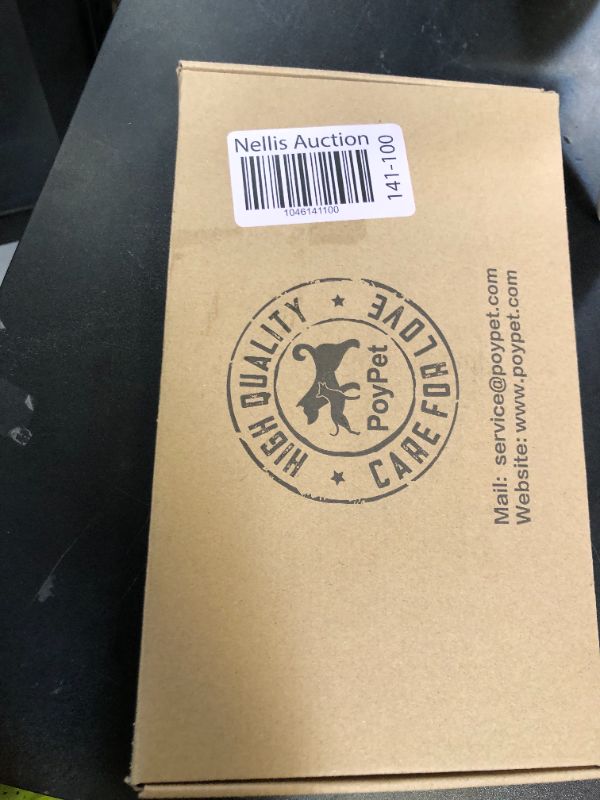 Nellis Auction
1046141100
141-100
HIGH QUALITY
CARE FOR LOVE
PoyPet
Mail: service@poypet.com
Website: www.poypet.com